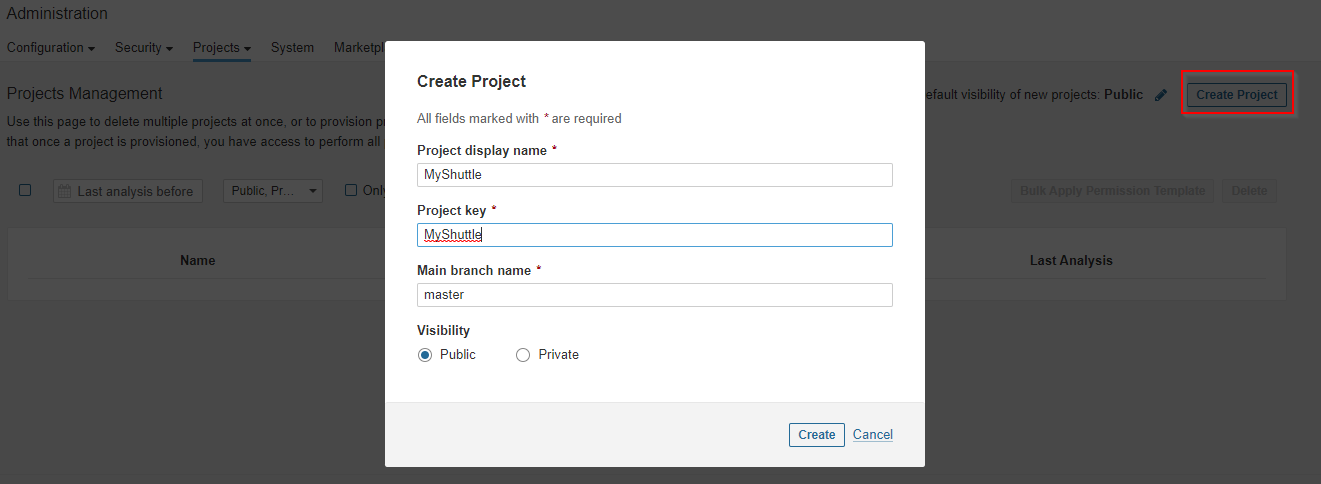 Administration
Configuration Security Projects System Marketpl
Projects Management
efault visibility of new projects: Public
Create Project
Use this page to delete multiple projects at once, or to provision p
that once a project is provisioned, you have access to perform all
Last analysis before
Public, Pr...
Only
Bulk Apply Permission Template
Delete
Name
Last Analysis
Create Project
All fields marked with * are required
Project display name *
MyShuttle
Project key *
MyShuttle
Main branch name *
master
Visibility
Public Private
Create Cancel